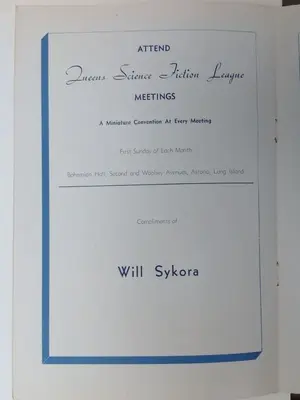 ATTEND
Queens Science Fiction League
MEETINGS
A Miniature Convention At Every Meeting
First Sunday of Each Month
Bohemian Hall, Second and Woolsey Avenues, Astoria, Long Island
Compliments of
Will Sykora